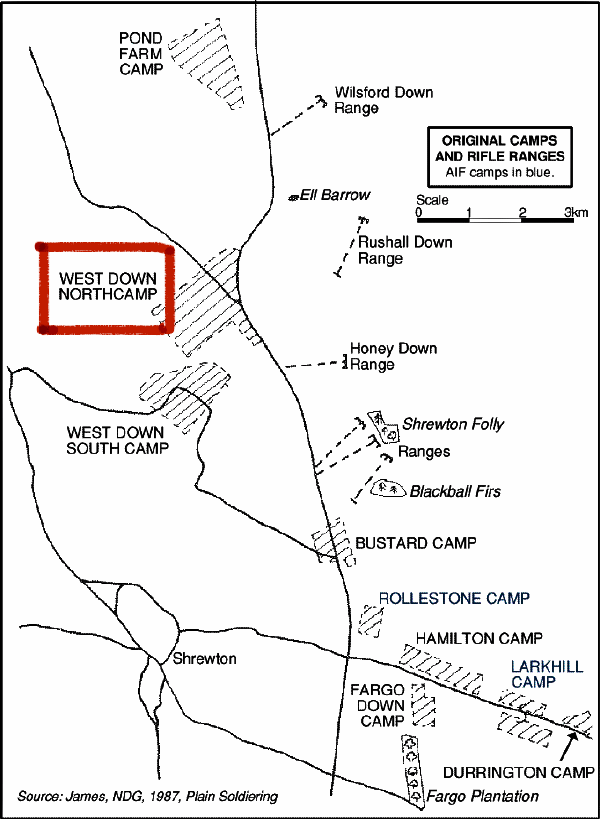 POND
FARM
CAMP
Wilsford Down
Range
ORIGINAL CAMPS
AND RIFLE RANGES
AIF camps in blue.
Scale
0 1 2 3km
Ell Barrow
Rushall Down
Range
WEST DOWN
NORTHCAMP
Honey Down
Range
WEST DOWN
SOUTH CAMP
Shrewton Folly
Ranges
Blackball Firs
BUSTARD CAMP
ROLLESTONE CAMP
HAMILTON CAMP
Shrewton
LARKHILL
CAMP
FARGO
DOWN
CAMP
DURRINGTON CAMP
Fargo Plantation
Source: James, NDG, 1987, Plain Soldiering